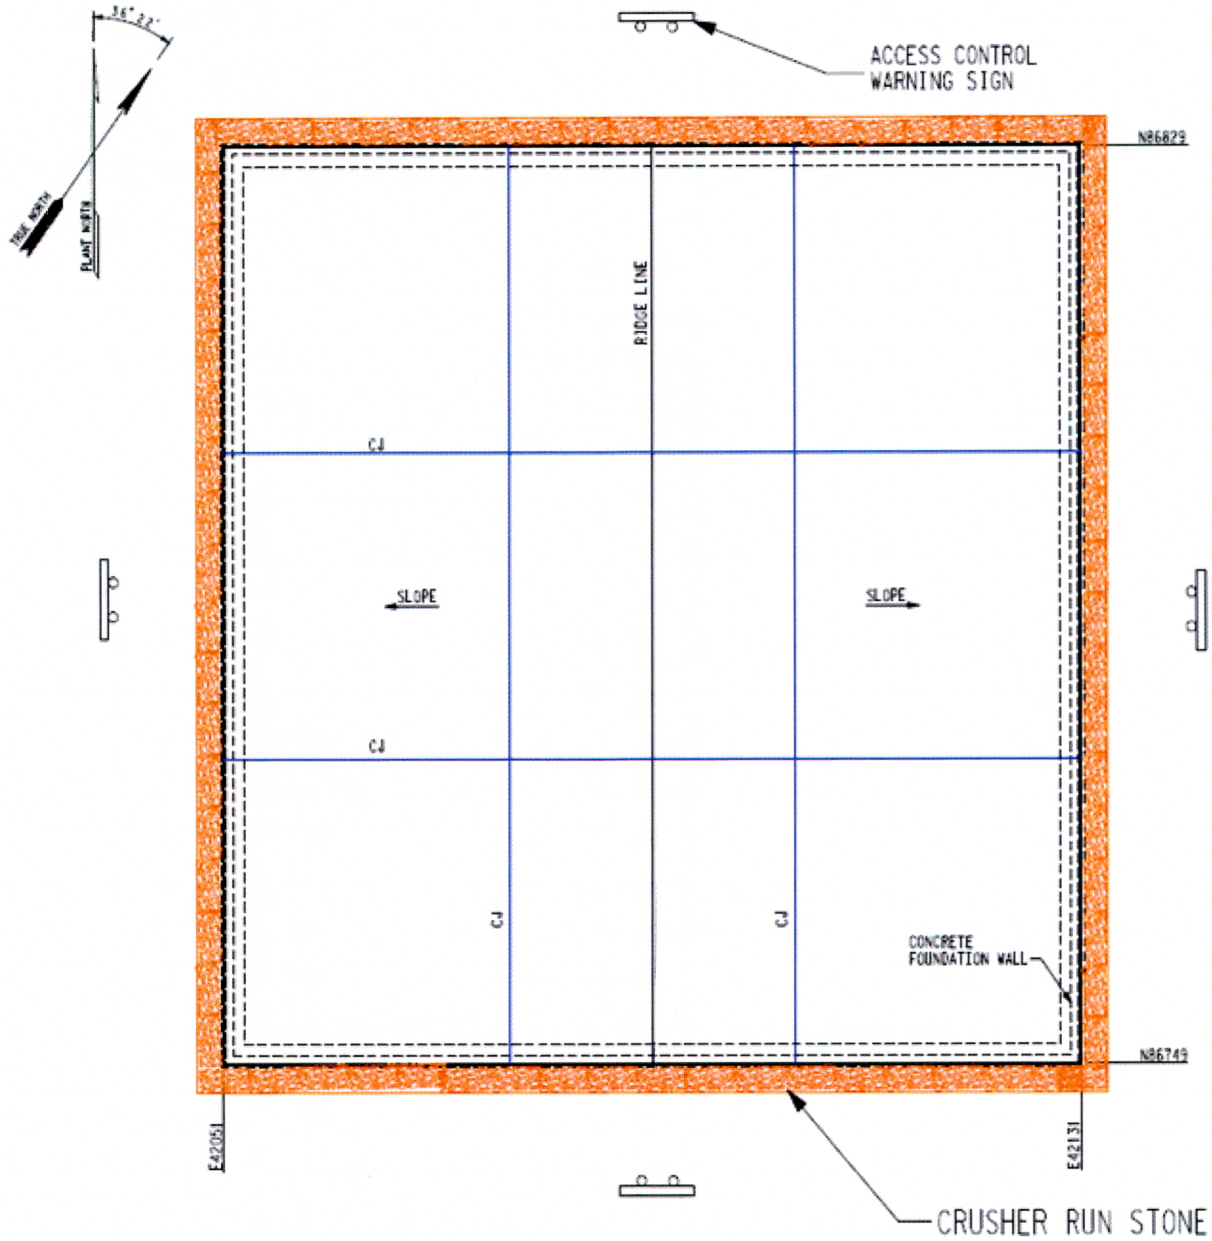 36° 22'
ACCESS CONTROL
WARNING SIGN
N86829
TRUE NORTH
PLANT NORTH
RIDGE LINE
CJ
SLOPE
SLOPE
CJ
CJ
CJ
CONCRETE
FOUNDATION WALL
N86749
E42051
E42131
CRUSHER RUN STONE